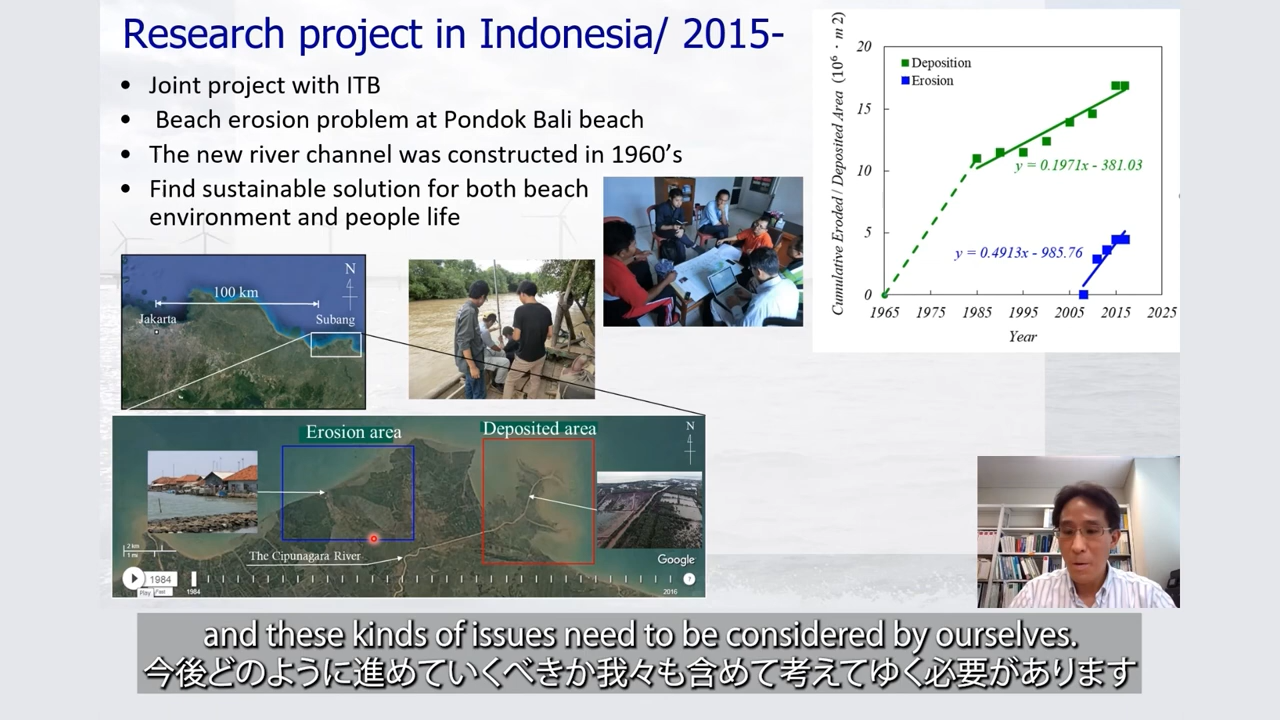 Research project in Indonesia/ 2015-
• Joint project with ITB
• Beach erosion problem at Pondok Bali beach
• The new river channel was constructed in 1960’s
• Find sustainable solution for both beach
environment and people life
Cumulative Eroded / Deposited Area (10⁶・m 2)
20
15
10
5
0
Deposition
Erosion
y = 0.1971x - 381.03
y = 0.4913x - 985.76
1965 1975 1985 1995 2005 2015 2025
Year
N
4
100 km
Jakarta
Subang
Erosion area
Deposited area
N
4
The Cipunagara River
2 km
1 mi
Google
1984
Play
Fast
1984
2016
?
and these kinds of issues need to be considered by ourselves.
今後どのように進めていくべきか我々も含めて考えてゆく必要があります